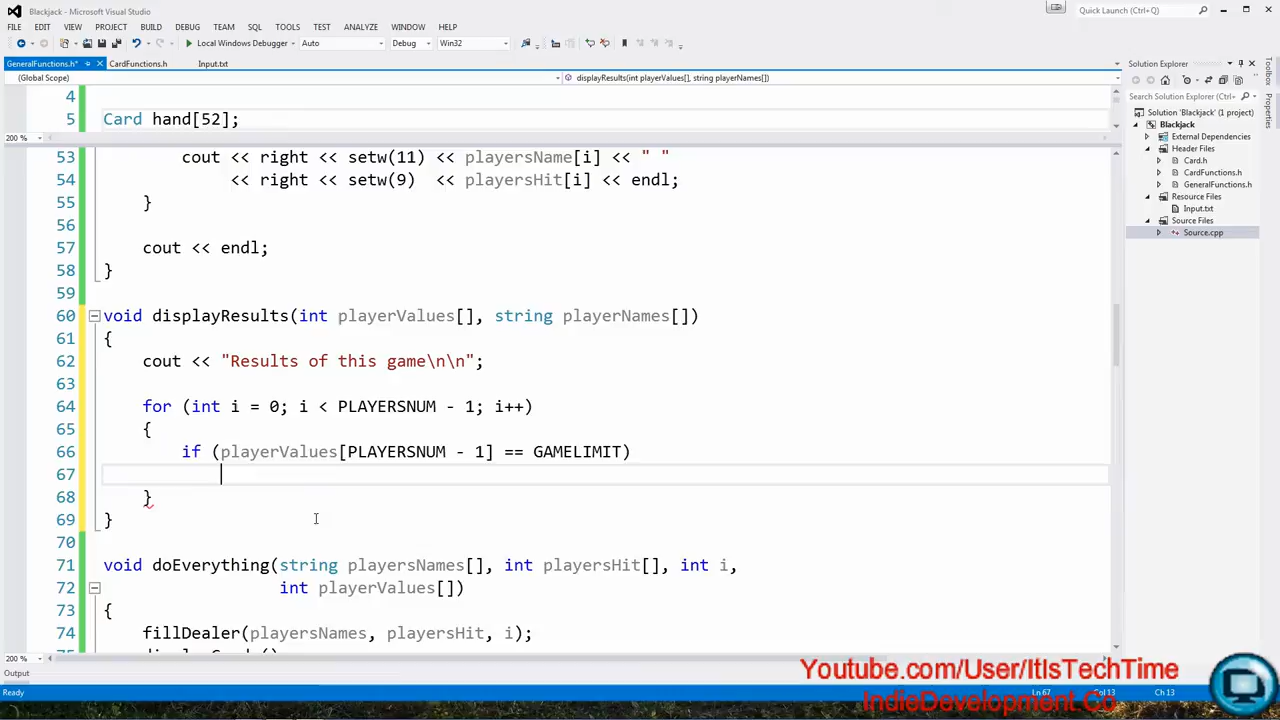 Blackjack - Microsoft Visual Studio
Quick Launch (Ctrl+Q)
FILE EDIT VIEW PROJECT BUILD DEBUG TEAM SQL TOOLS TEST ANALYZE WINDOW HELP
Local Windows Debugger Auto Debug Win32
GeneralFunctions.h* CardFunctions.h Input.txt
(Global Scope) displayResults(int playerValues[], string playerNames[])
4
5 Card hand[52];
200 %
53 cout << right << setw(11) << playersName[i] << " "
54 << right << setw(9) << playersHit[i] << endl;
55 }
56
57 cout << endl;
58 }
59
60 void displayResults(int playerValues[], string playerNames[])
61 {
62 cout << "Results of this game\n\n";
63
64 for (int i = 0; i < PLAYERSNUM - 1; i++)
65 {
66 if (playerValues[PLAYERSNUM - 1] == GAMELIMIT)
67
68 }
69 }
70
71 void doEverything(string playersNames[], int playersHit[], int i,
72 int playerValues[])
73 {
74 fillDealer(playersNames, playersHit, i);
200 %
Output
Ready Ln 67 Col 13 Ch 13
Solution Explorer
Search Solution Explorer (Ctrl+
Solution 'Blackjack' (1 project)
Blackjack
External Dependencies
Header Files
Card.h
CardFunctions.h
GeneralFunctions.h
Resource Files
Input.txt
Source Files
Source.cpp
Toolbox
Properties
Youtube.com/User/ItIsTechTime
IndieDevelopment.Co